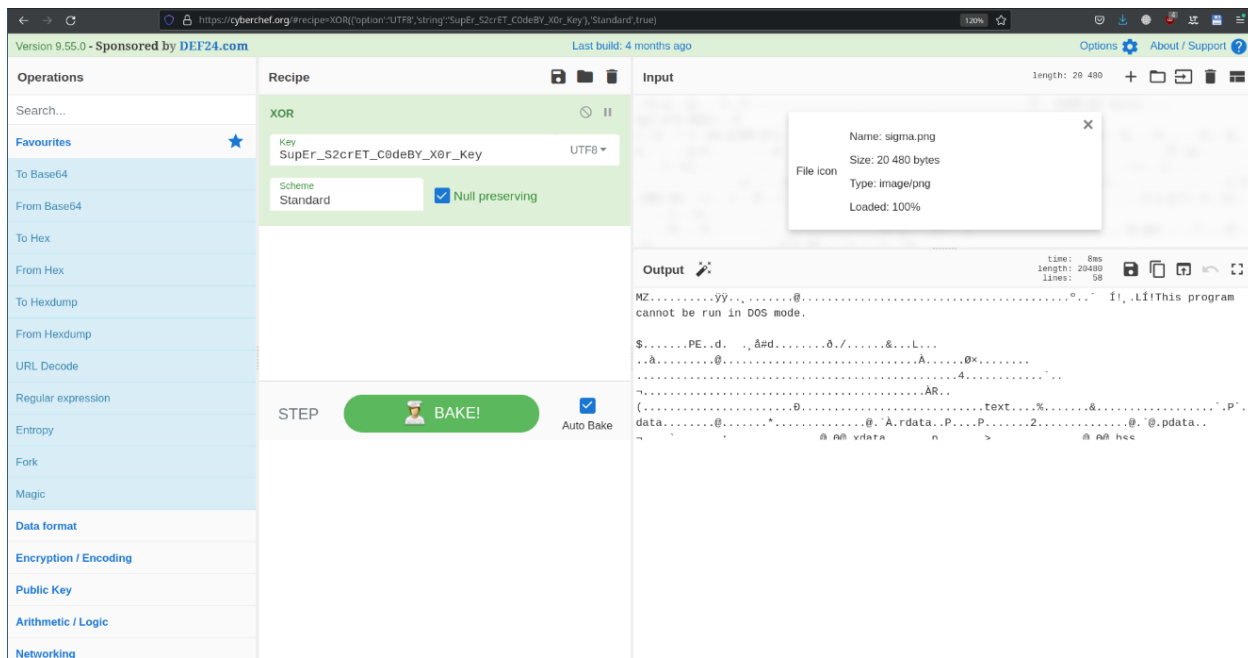 https://cyberchef.org/#recipe=XOR({'option':'UTF8','string':'SupEr_S2crET_C0deBY_X0r_Key'},'Standard',true)
120%
Version 9.55.0 - Sponsored by DEF24.com
Last build: 4 months ago
Options
About / Support
Operations
Recipe
Input
length: 20 480
Search...
XOR
Favourites
Key
SupEr_S2crET_C0deBY_X0r_Key
UTF8
To Base64
Scheme
Standard
Null preserving
From Base64
To Hex
From Hex
To Hexdump
From Hexdump
URL Decode
Regular expression
Entropy
Fork
Magic
Data format
Encryption / Encoding
Public Key
Arithmetic / Logic
Networking
STEP
BAKE!
Auto Bake
File icon
Name: sigma.png
Size: 20 480 bytes
Type: image/png
Loaded: 100%
Output
time: 8ms
length: 20480
lines: 58
MZ..........ÿÿ..¸.......@.........................................º..´ Í!¸.LÍ!This program
cannot be run in DOS mode.
$.......PE..d. .¸å#d........ð./......&...L...
..à.........@..............................À......Ø×........
................................................4............`..
¬..........................................ÀR..
(.......................Ð...........................text....%.......&....................`.P`.
data........@.......*..............@.`À.rdata..P....P.......2..............@.`@.pdata..